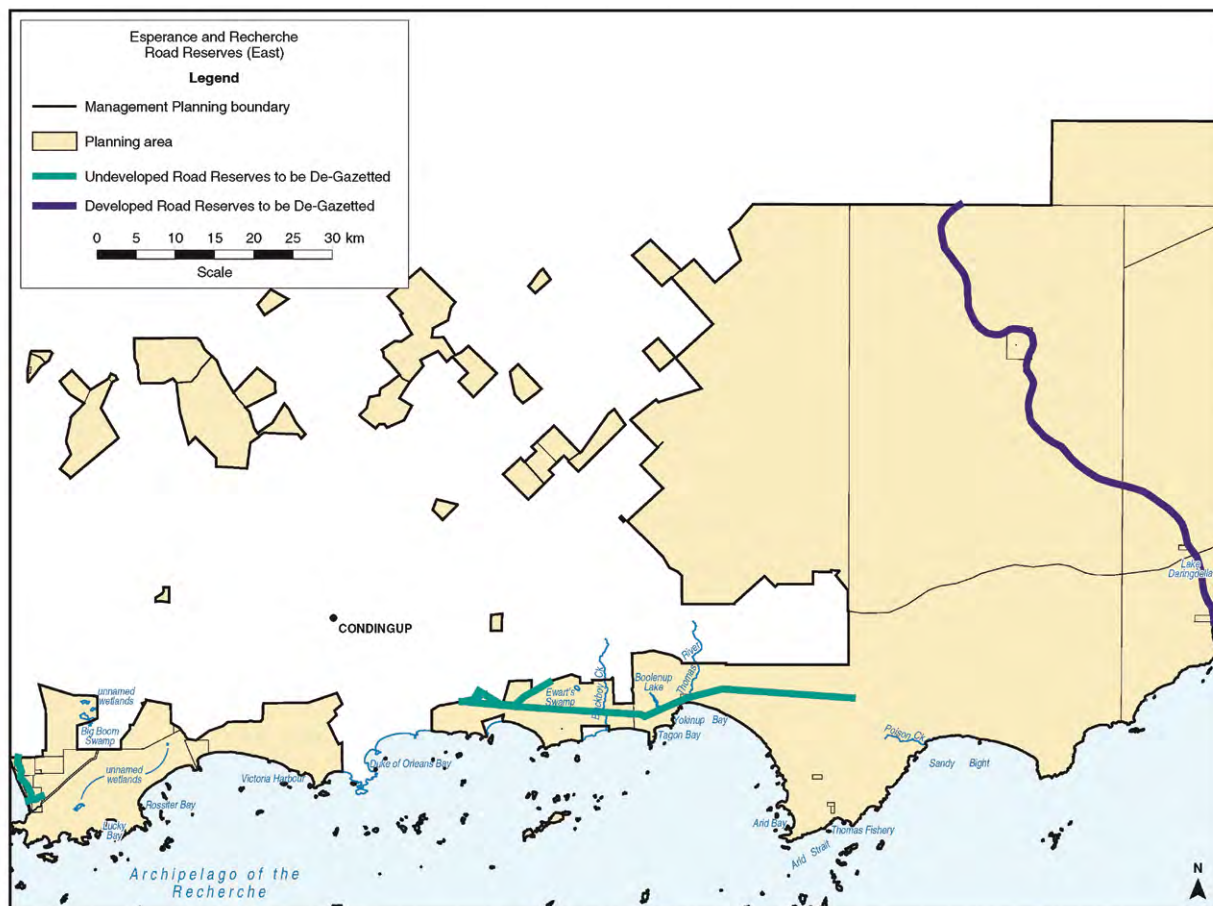 Esperance and Recherche
Road Reserves (East)
Legend
Management Planning boundary
Planning area
Undeveloped Road Reserves to be De-Gazetted
Developed Road Reserves to be De-Gazetted
0 5 10 15 20 25 30 km
Scale
Lake
Daringdella
CONDINGUP
unnamed
wetlands
Big Boom
Swamp
unnamed
wetlands
Rossiter Bay
Lucky
Bay
Victoria Harbour
Duke of Orleans Bay
Ewart's
Swamp
Blackboy Ck
Boolenup
Lake
Thomas River
Yokinup Bay
Tagon Bay
Poison Ck
Sandy Bight
Arid Bay
Thomas Fishery
Arid Strait
Archipelago of the
Recherche
N